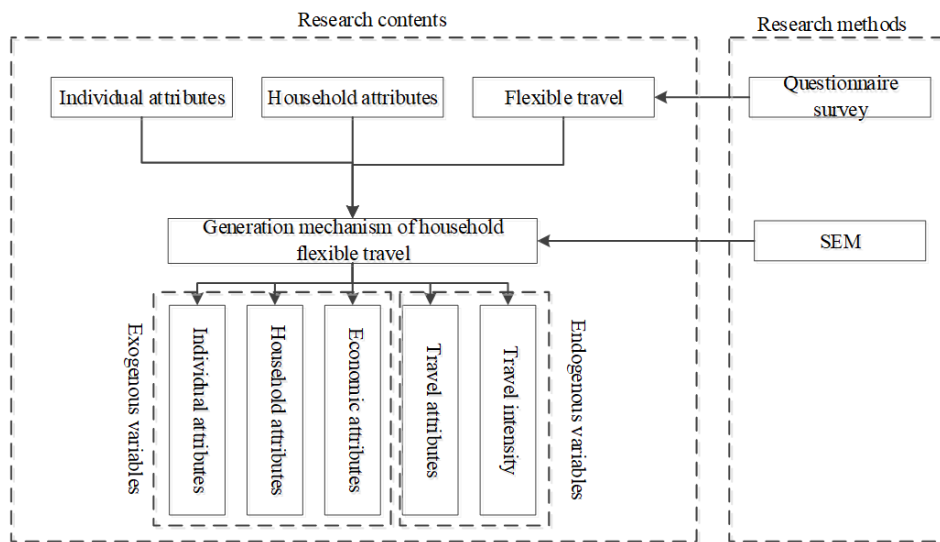 Research contents
Research methods
Individual attributes
Household attributes
Flexible travel
Questionnaire
survey
Generation mechanism of household
flexible travel
SEM
Exogenous variables
Individual attributes
Household attributes
Economic attributes
Travel attributes
Travel intensity
Endogenous variables